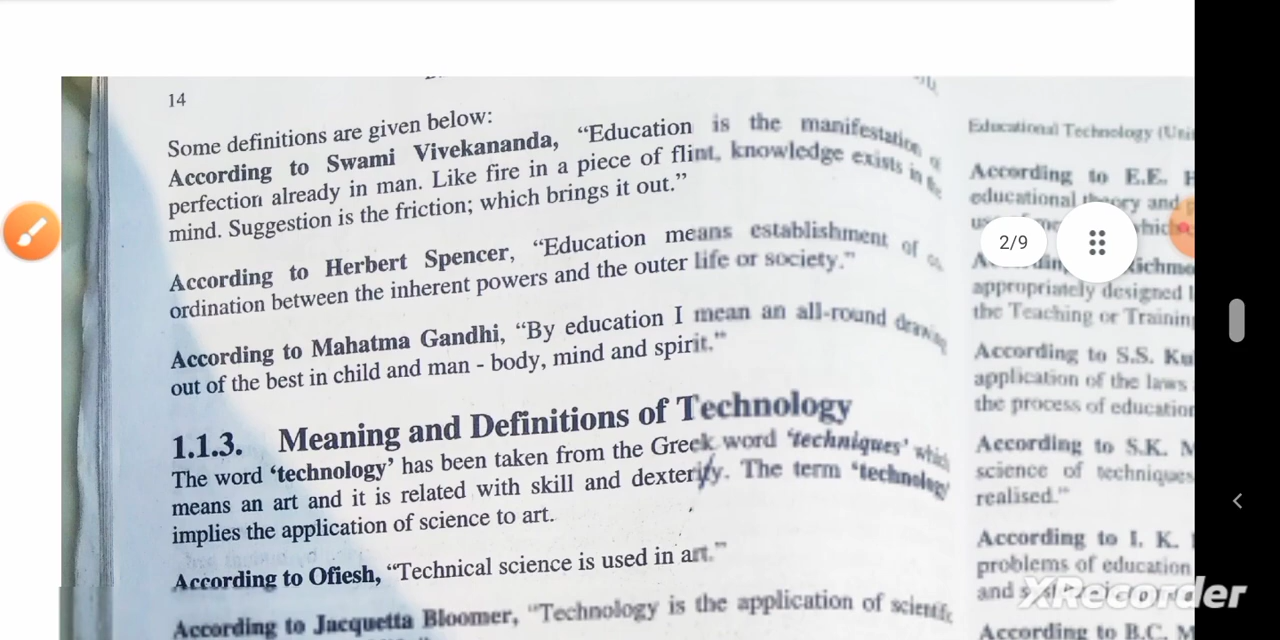 14
Some definitions are given below:
According to Swami Vivekananda, “Education is the manifestation of
perfection already in man. Like fire in a piece of flint, knowledge exists in the
mind. Suggestion is the friction; which brings it out.”
According to Herbert Spencer, “Education means establishment of co-
ordination between the inherent powers and the outer life or society.”
According to Mahatma Gandhi, “By education I mean an all-round drawing
out of the best in child and man - body, mind and spirit.”
1.1.3. Meaning and Definitions of Technology
The word ‘technology’ has been taken from the Greek word ‘techniques’ which
means an art and it is related with skill and dexterity. The term ‘technology’
implies the application of science to art.
According to Ofiesh, “Technical science is used in art.”
According to Jacquetta Bloomer, “Technology is the application of scientific
Educational Technology
According to E.E.
educational theory and
2/9
appropriately designed
the Teaching or Training
According to S.S.
application of the laws
the process of education
According to S.K.
science of techniques
realised.”
According to I. K.
problems of education
and
According to B.C.
XRecorder